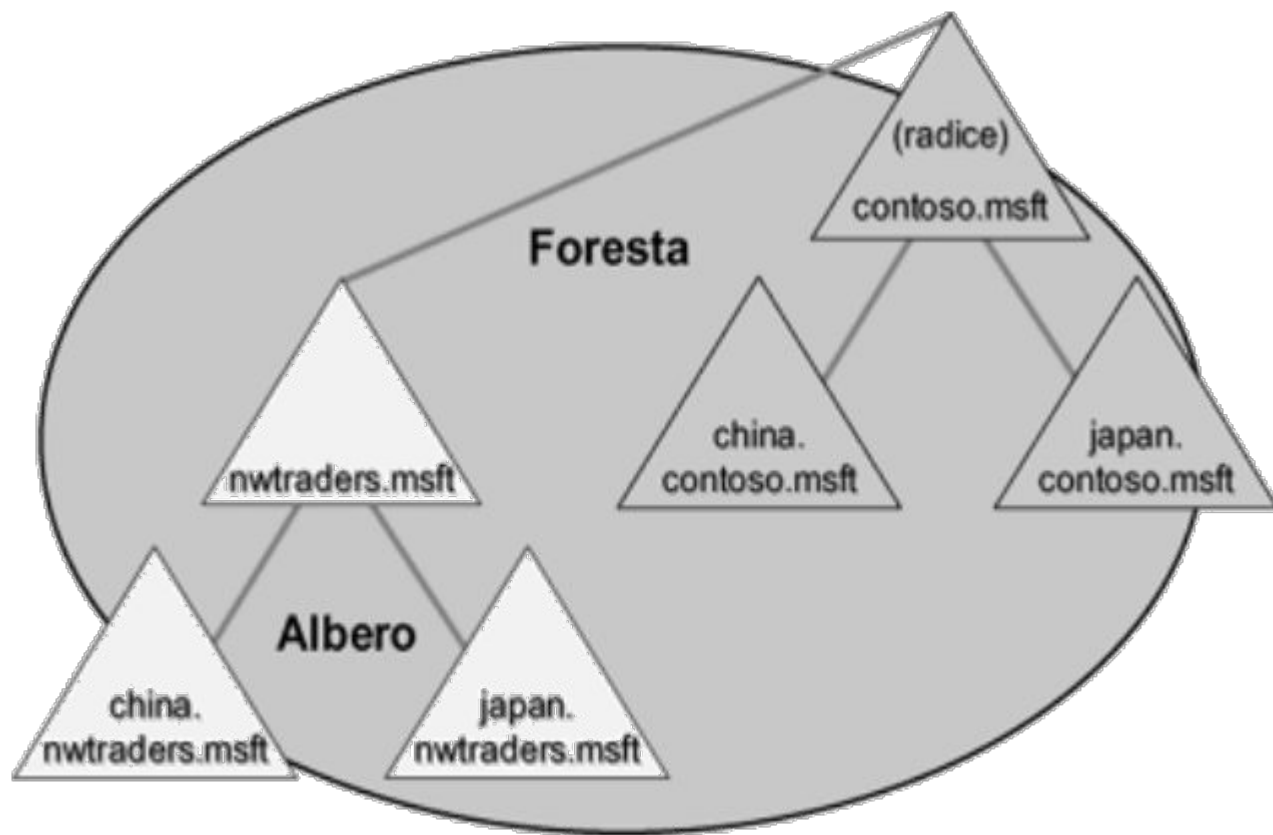 (radice)
contoso.msft
Foresta
nwtraders.msft
china.
contoso.msft
japan.
contoso.msft
Albero
china.
nwtraders.msft
japan.
nwtraders.msft